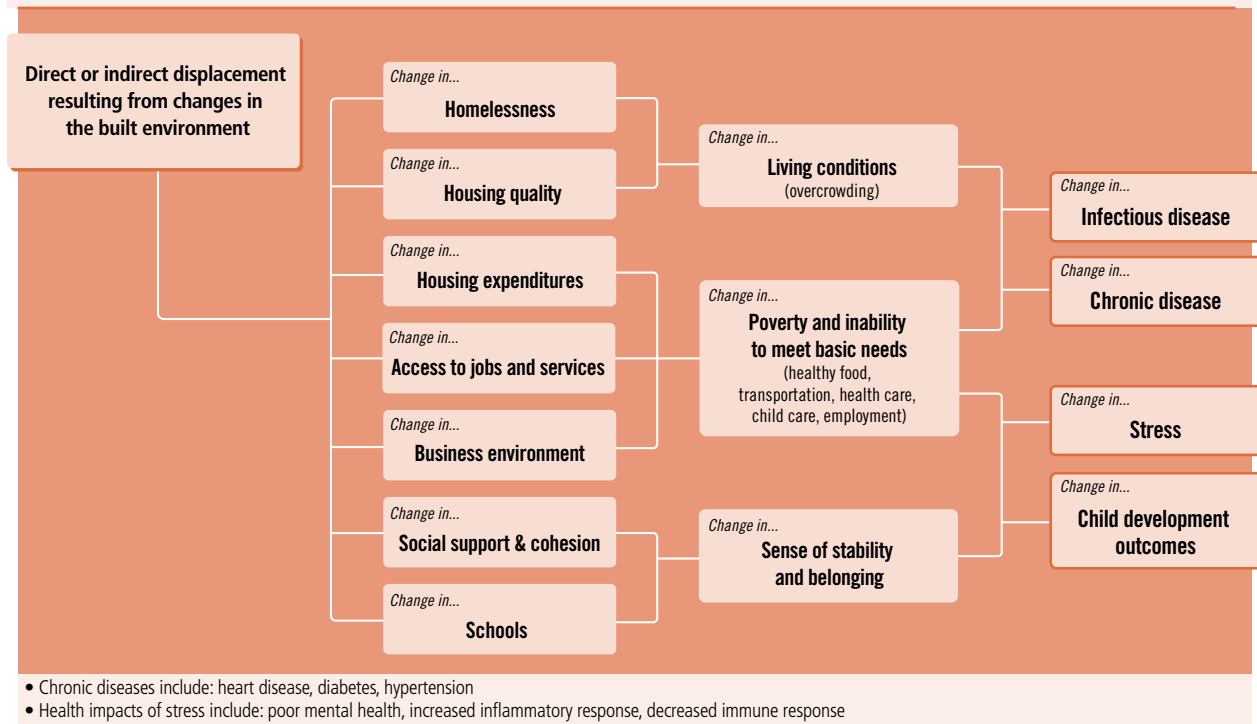 Direct or indirect displacement
resulting from changes in
the built environment
Change in...
Homelessness
Change in...
Housing quality
Change in...
Housing expenditures
Change in...
Access to jobs and services
Change in...
Business environment
Change in...
Social support & cohesion
Change in...
Schools
Change in...
Living conditions
(overcrowding)
Change in...
Poverty and inability
to meet basic needs
(healthy food,
transportation, health care,
child care, employment)
Change in...
Sense of stability
and belonging
Change in...
Infectious disease
Change in...
Chronic disease
Change in...
Stress
Change in...
Child development
outcomes
• Chronic diseases include: heart disease, diabetes, hypertension
• Health impacts of stress include: poor mental health, increased inflammatory response, decreased immune response